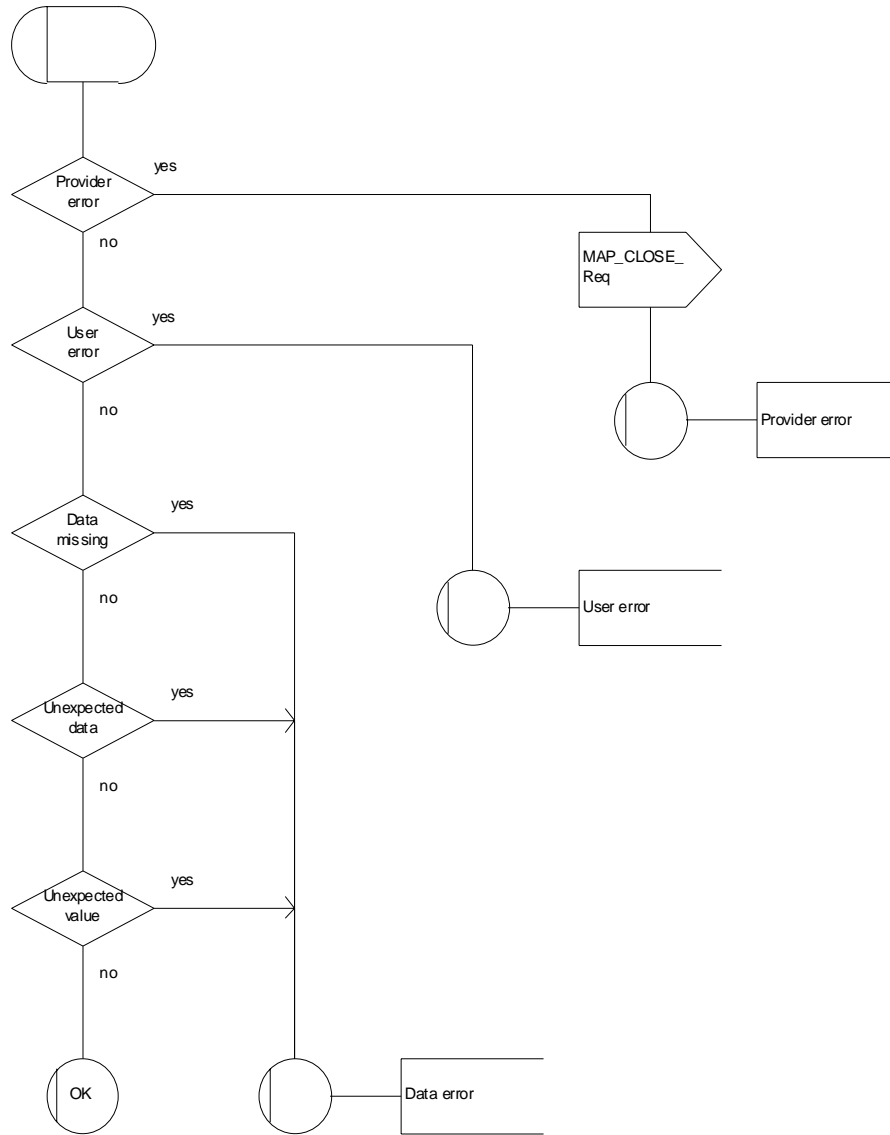 yes
Provider
error
no
MAP_CLOSE_
Req
yes
User
error
no
Provider error
yes
Data
missing
no
User error
yes
Unexpected
data
no
yes
Unexpected
value
no
OK
Data error